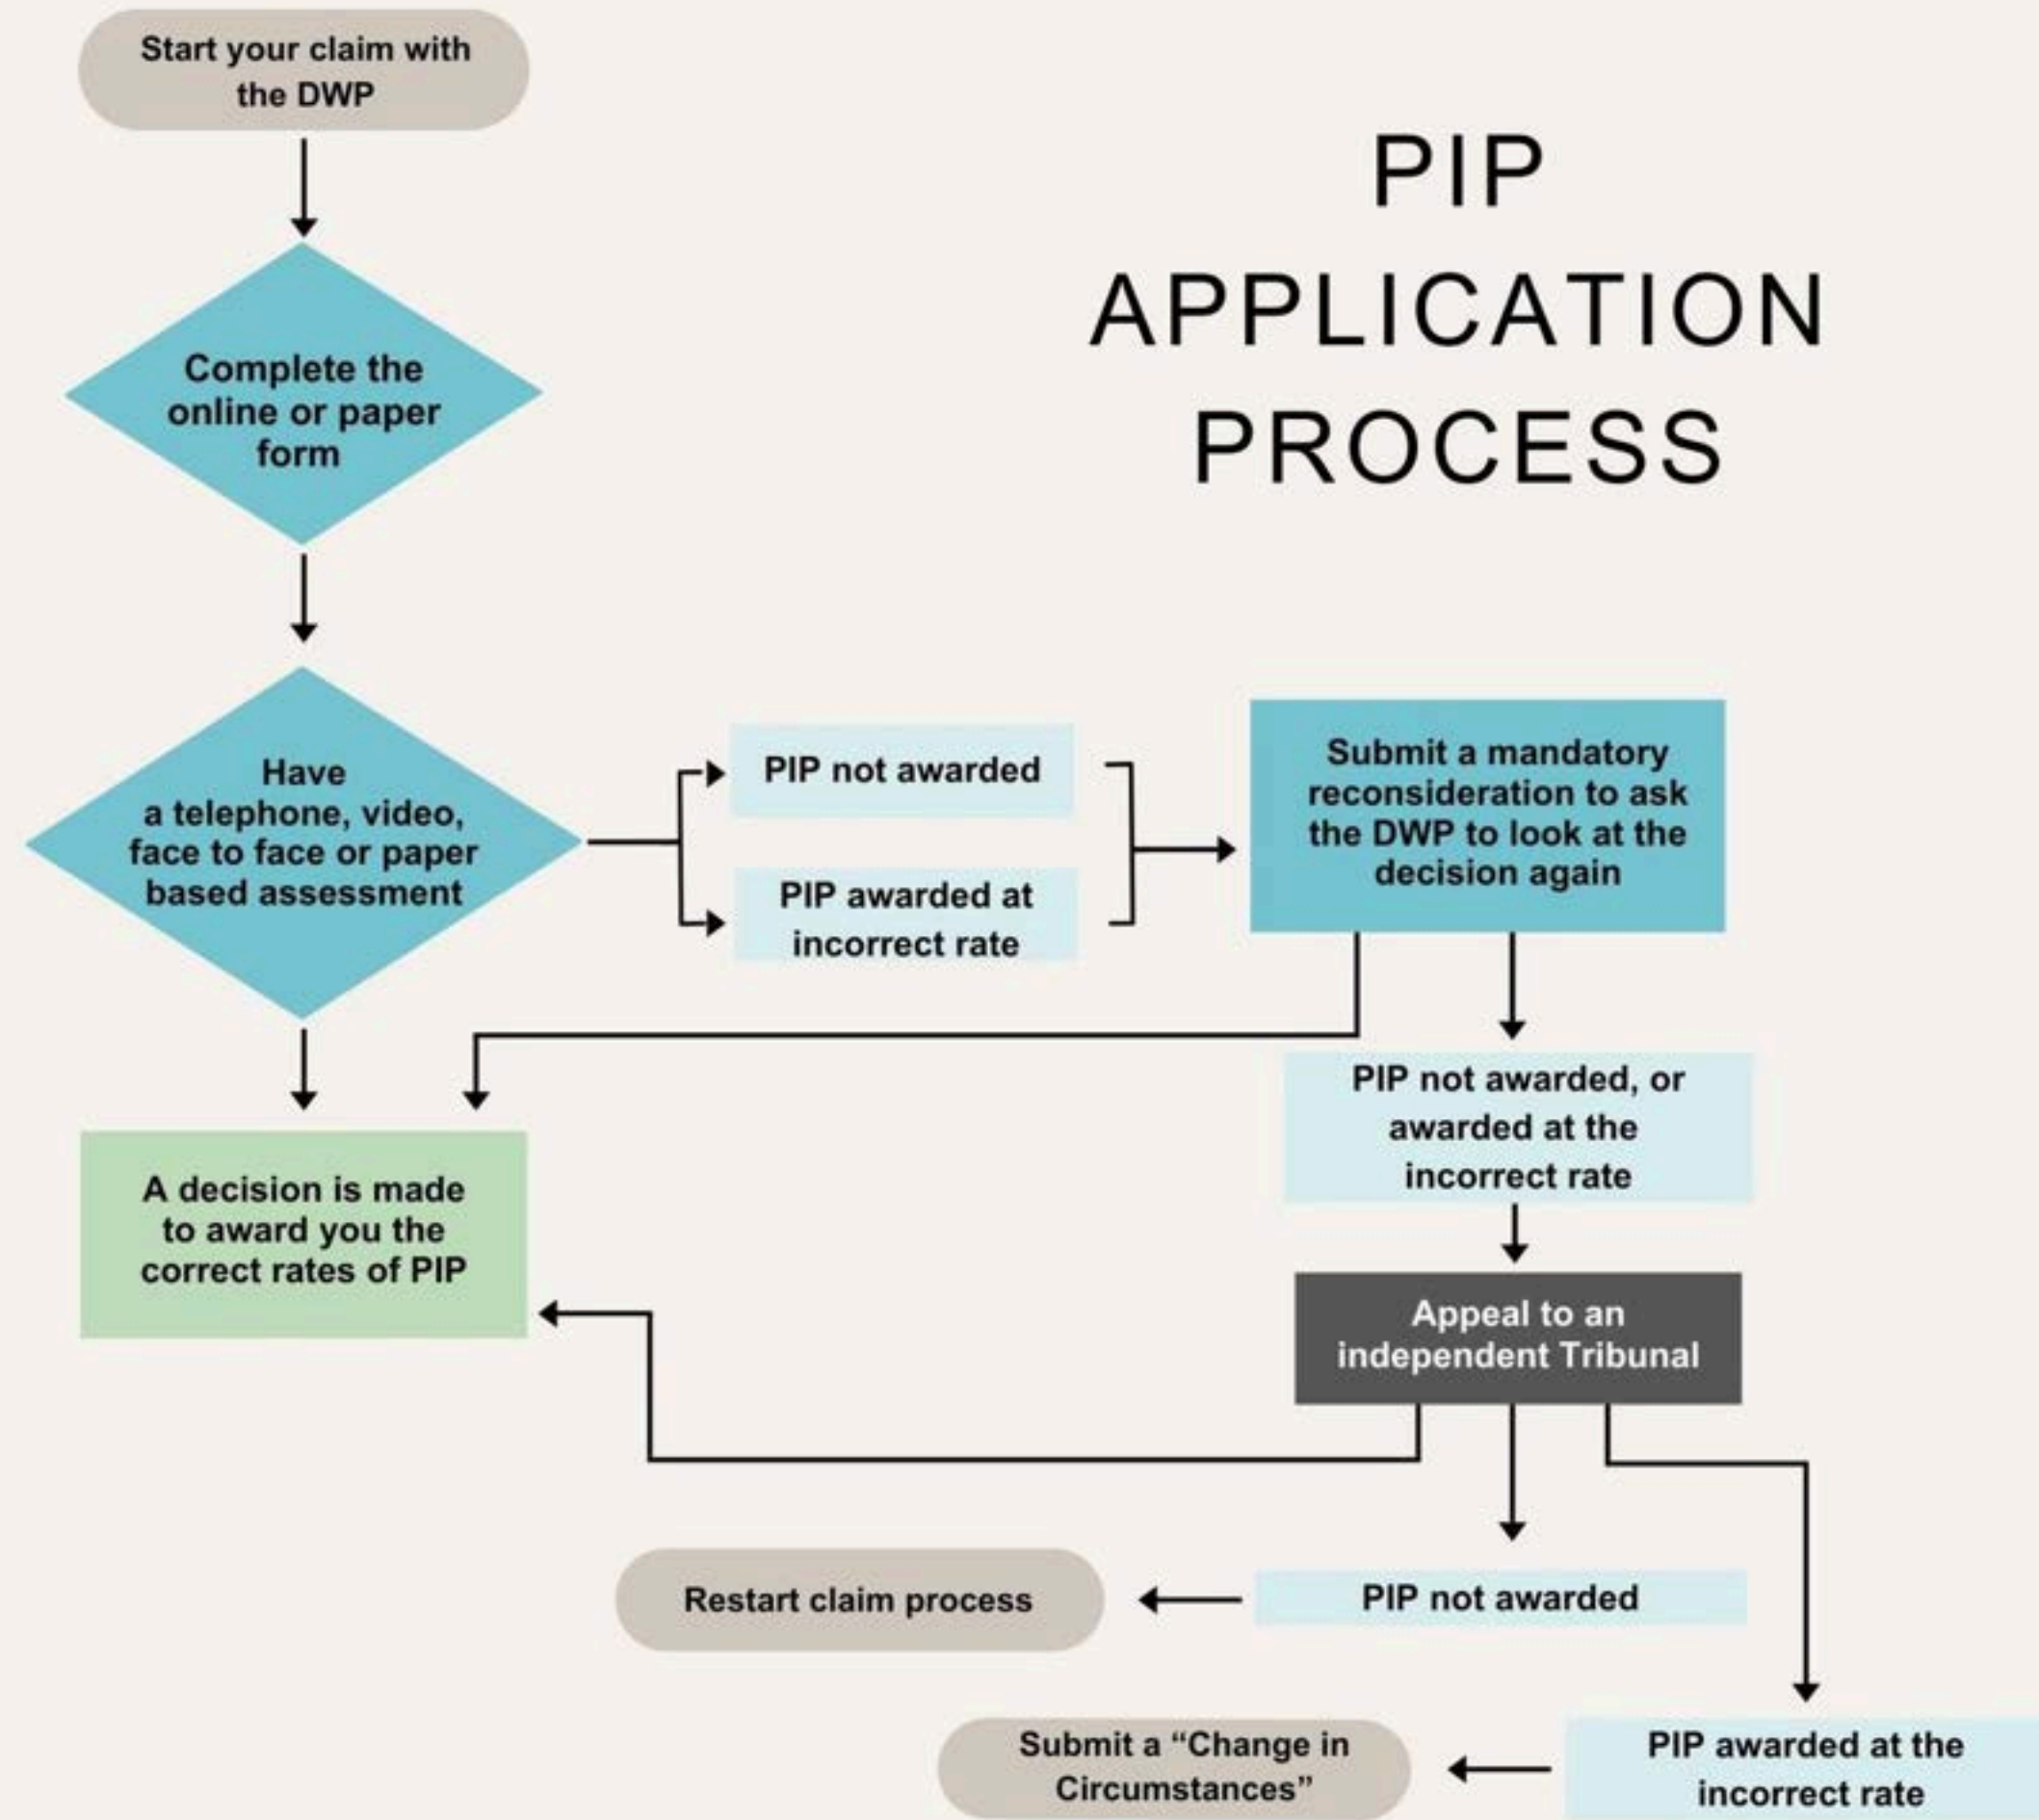 Start your claim with
the DWP
PIP
APPLICATION
PROCESS
Complete the
online or paper
form
Have
a telephone, video,
face to face or paper
based assessment
PIP not awarded
PIP awarded at
incorrect rate
Submit a mandatory
reconsideration to ask
the DWP to look at the
decision again
PIP not awarded, or
awarded at the
incorrect rate
A decision is made
to award you the
correct rates of PIP
Appeal to an
independent Tribunal
Restart claim process
PIP not awarded
Submit a “Change in
Circumstances”
PIP awarded at the
incorrect rate